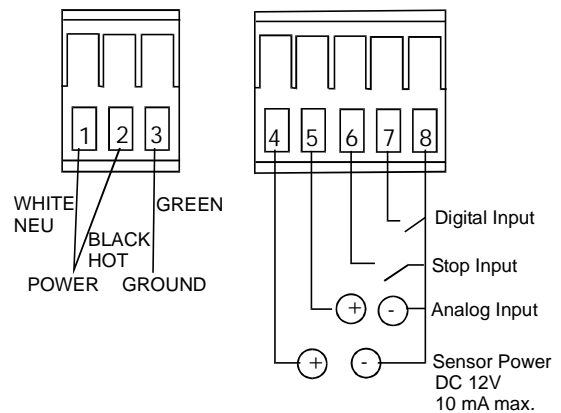 1 2 3
4 5 6 7 8
WHITE
NEU
GREEN
BLACK
HOT
POWER
GROUND
Digital Input
Stop Input
+ - Analog Input
+ - Sensor Power
DC 12V
10 mA max.